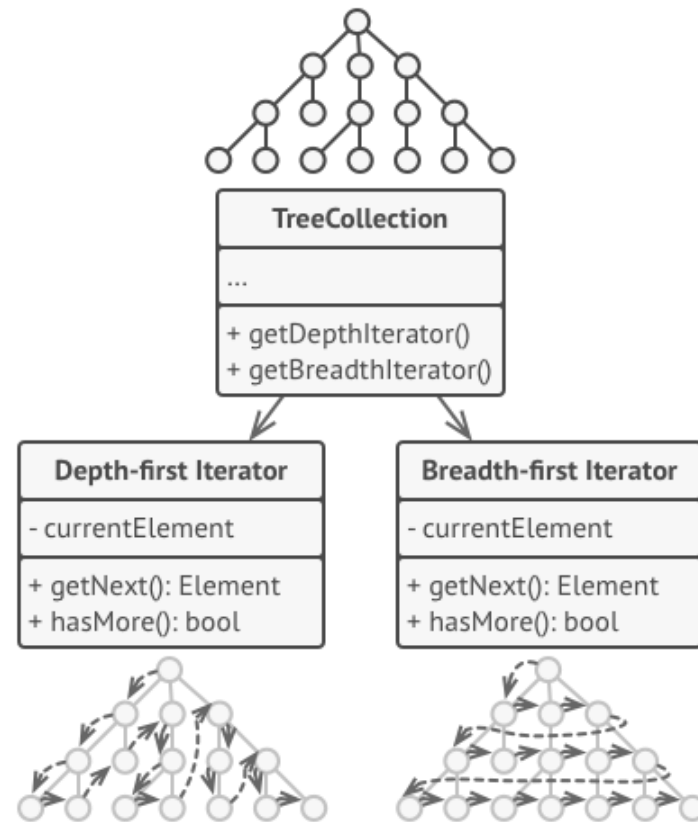 TreeCollection
...
+ getDepthIterator()
+ getBreadthIterator()
Depth-first Iterator
- currentElement
+ getNext(): Element
+ hasMore(): bool
Breadth-first Iterator
- currentElement
+ getNext(): Element
+ hasMore(): bool